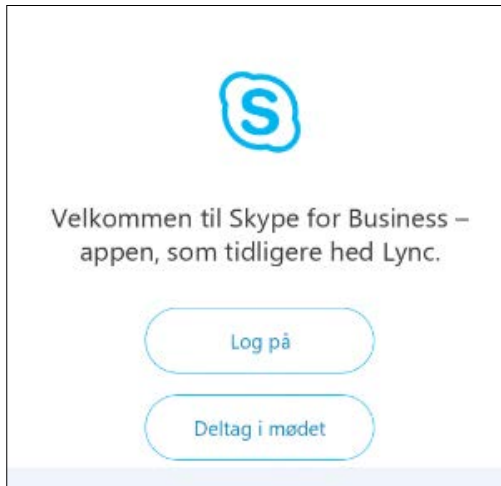 S
Velkommen til Skype for Business –
appen, som tidligere hed Lync.
Log på
Deltag i mødet